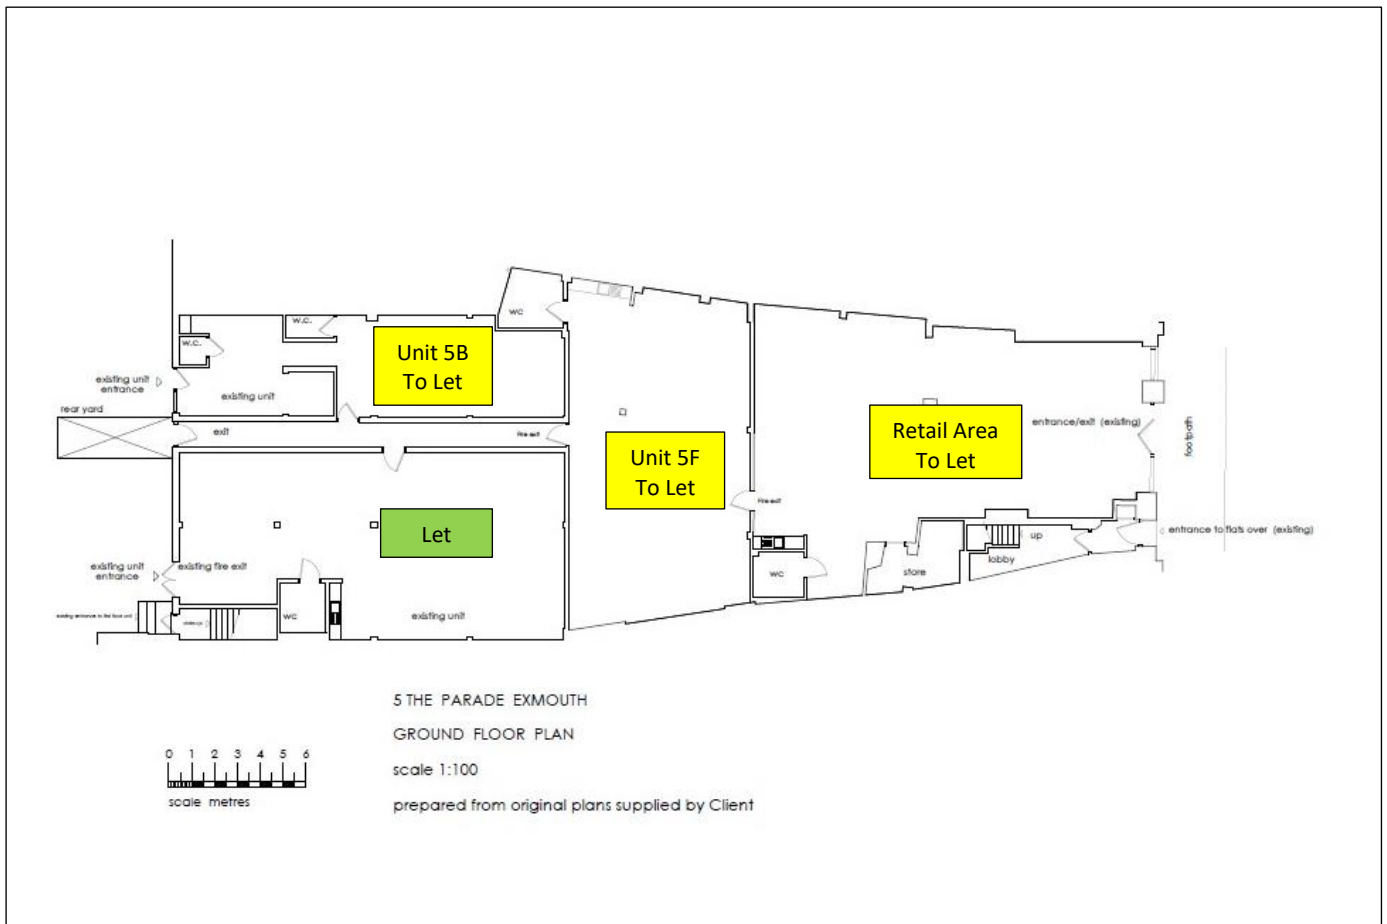 wc
w.c.
w.c.
Unit 5B
To Let
existing unit
entrance
existing unit
rear yard
exit
fire exit
entrance/exit (existing)
footpath
Retail Area
To Let
Unit 5F
To Let
fire exit
Let
entrance to flats over (existing)
up
lobby
store
wc
existing unit
entrance
existing fire exit
wc
existing unit
5 THE PARADE EXMOUTH
GROUND FLOOR PLAN
0 1 2 3 4 5 6
scale 1:100
scale metres
prepared from original plans supplied by Client